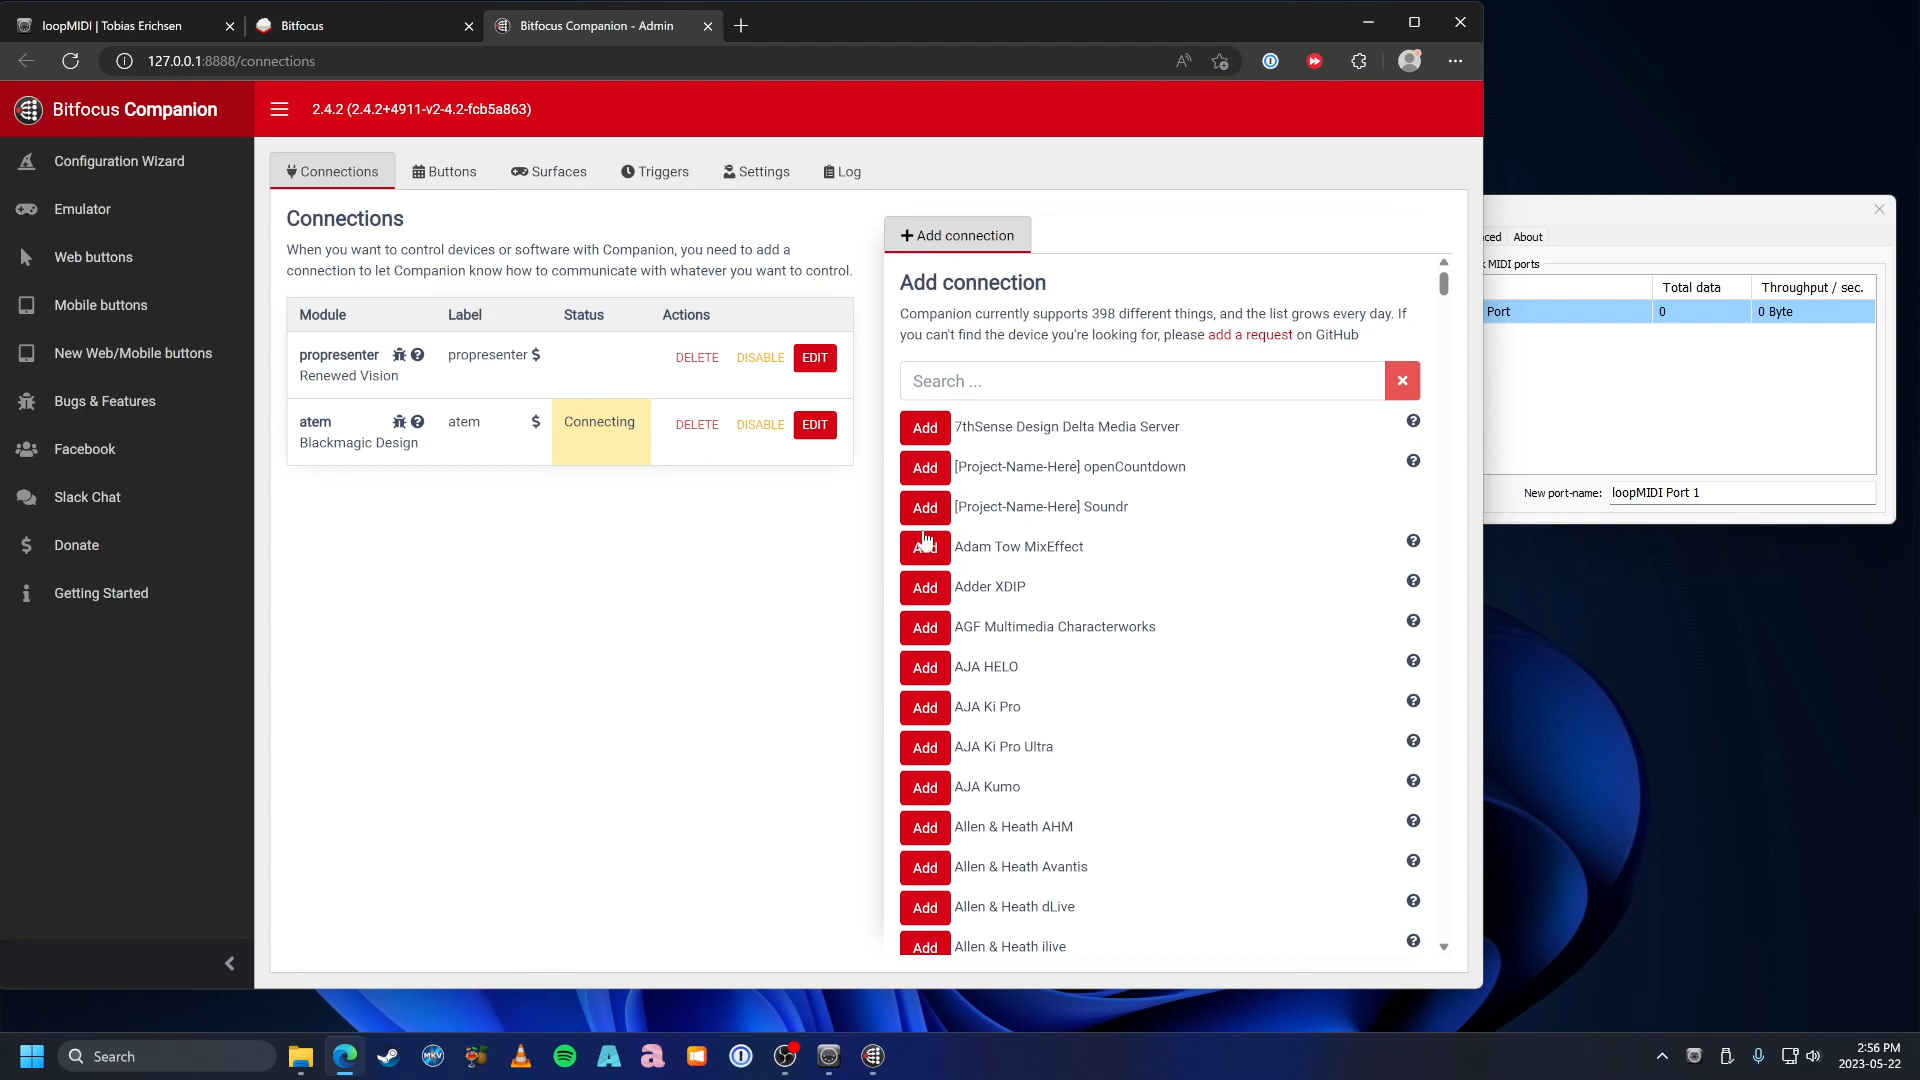 loopMIDI | Tobias Erichsen
Bitfocus
Bitfocus Companion - Admin
127.0.0.1:8888/connections
Bitfocus Companion
2.4.2 (2.4.2+4911-v2-4.2-fcb5a863)
Configuration Wizard
Emulator
Web buttons
Mobile buttons
New Web/Mobile buttons
Bugs & Features
Facebook
Slack Chat
Donate
Getting Started
Connections
Buttons
Surfaces
Triggers
Settings
Log
Connections
When you want to control devices or software with Companion, you need to add a
connection to let Companion know how to communicate with whatever you want to control.
Module Label Status Actions
propresenter propresenter $ DELETE DISABLE EDIT
Renewed Vision
atem atem $ Connecting DELETE DISABLE EDIT
Blackmagic Design
+ Add connection
Add connection
Companion currently supports 398 different things, and the list grows every day. If
you can't find the device you're looking for, please add a request on GitHub
Search ...
Add 7thSense Design Delta Media Server
Add [Project-Name-Here] openCountdown
Add [Project-Name-Here] Soundr
Add Adam Tow MixEffect
Add Adder XDIP
Add AGF Multimedia Characterworks
Add AJA HELO
Add AJA Ki Pro
Add AJA Ki Pro Ultra
Add AJA Kumo
Add Allen & Heath AHM
Add Allen & Heath Avantis
Add Allen & Heath dLive
Add Allen & Heath ilive
ced About
MIDI ports
Total data Throughput / sec.
Port 0 0 Byte
New port-name: loopMIDI Port 1
Search
MKV
2:56 PM
2023-05-22